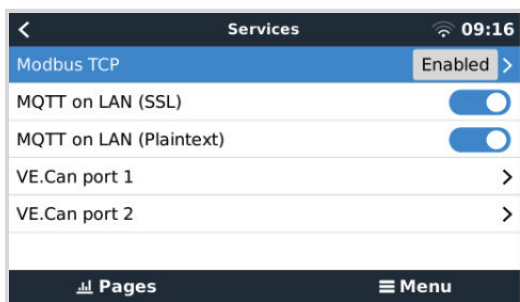 Services 09:16
Modbus TCP Enabled
MQTT on LAN (SSL)
MQTT on LAN (Plaintext)
VE.Can port 1
VE.Can port 2
Pages Menu